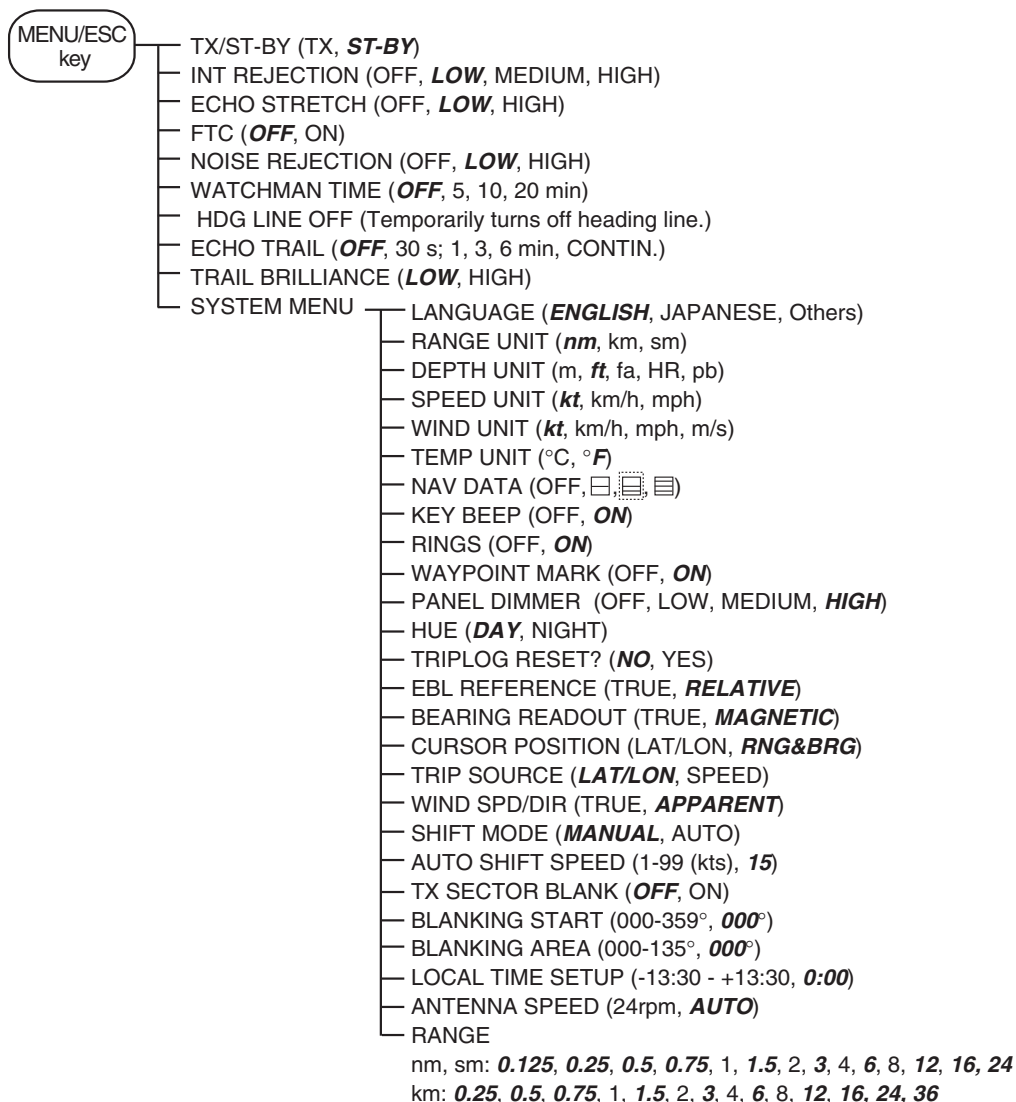 MENU/ESC
key
TX/ST-BY (TX, ST-BY)
INT REJECTION (OFF, LOW, MEDIUM, HIGH)
ECHO STRETCH (OFF, LOW, HIGH)
FTC (OFF, ON)
NOISE REJECTION (OFF, LOW, HIGH)
WATCHMAN TIME (OFF, 5, 10, 20 min)
HDG LINE OFF (Temporarily turns off heading line.)
ECHO TRAIL (OFF, 30 s; 1, 3, 6 min, CONTIN.)
TRAIL BRILLIANCE (LOW, HIGH)
SYSTEM MENU
LANGUAGE (ENGLISH, JAPANESE, Others)
RANGE UNIT (nm, km, sm)
DEPTH UNIT (m, ft, fa, HR, pb)
SPEED UNIT (kt, km/h, mph)
WIND UNIT (kt, km/h, mph, m/s)
TEMP UNIT (°C, °F)
NAV DATA (OFF, , , )
KEY BEEP (OFF, ON)
RINGS (OFF, ON)
WAYPOINT MARK (OFF, ON)
PANEL DIMMER (OFF, LOW, MEDIUM, HIGH)
HUE (DAY, NIGHT)
TRIPLOG RESET? (NO, YES)
EBL REFERENCE (TRUE, RELATIVE)
BEARING READOUT (TRUE, MAGNETIC)
CURSOR POSITION (LAT/LON, RNG&BRG)
TRIP SOURCE (LAT/LON, SPEED)
WIND SPD/DIR (TRUE, APPARENT)
SHIFT MODE (MANUAL, AUTO)
AUTO SHIFT SPEED (1-99 (kts), 15)
TX SECTOR BLANK (OFF, ON)
BLANKING START (000-359°, 000°)
BLANKING AREA (000-135°, 000°)
LOCAL TIME SETUP (-13:30 - +13:30, 0:00)
ANTENNA SPEED (24rpm, AUTO)
RANGE
nm, sm: 0.125, 0.25, 0.5, 0.75, 1, 1.5, 2, 3, 4, 6, 8, 12, 16, 24
km: 0.25, 0.5, 0.75, 1, 1.5, 2, 3, 4, 6, 8, 12, 16, 24, 36